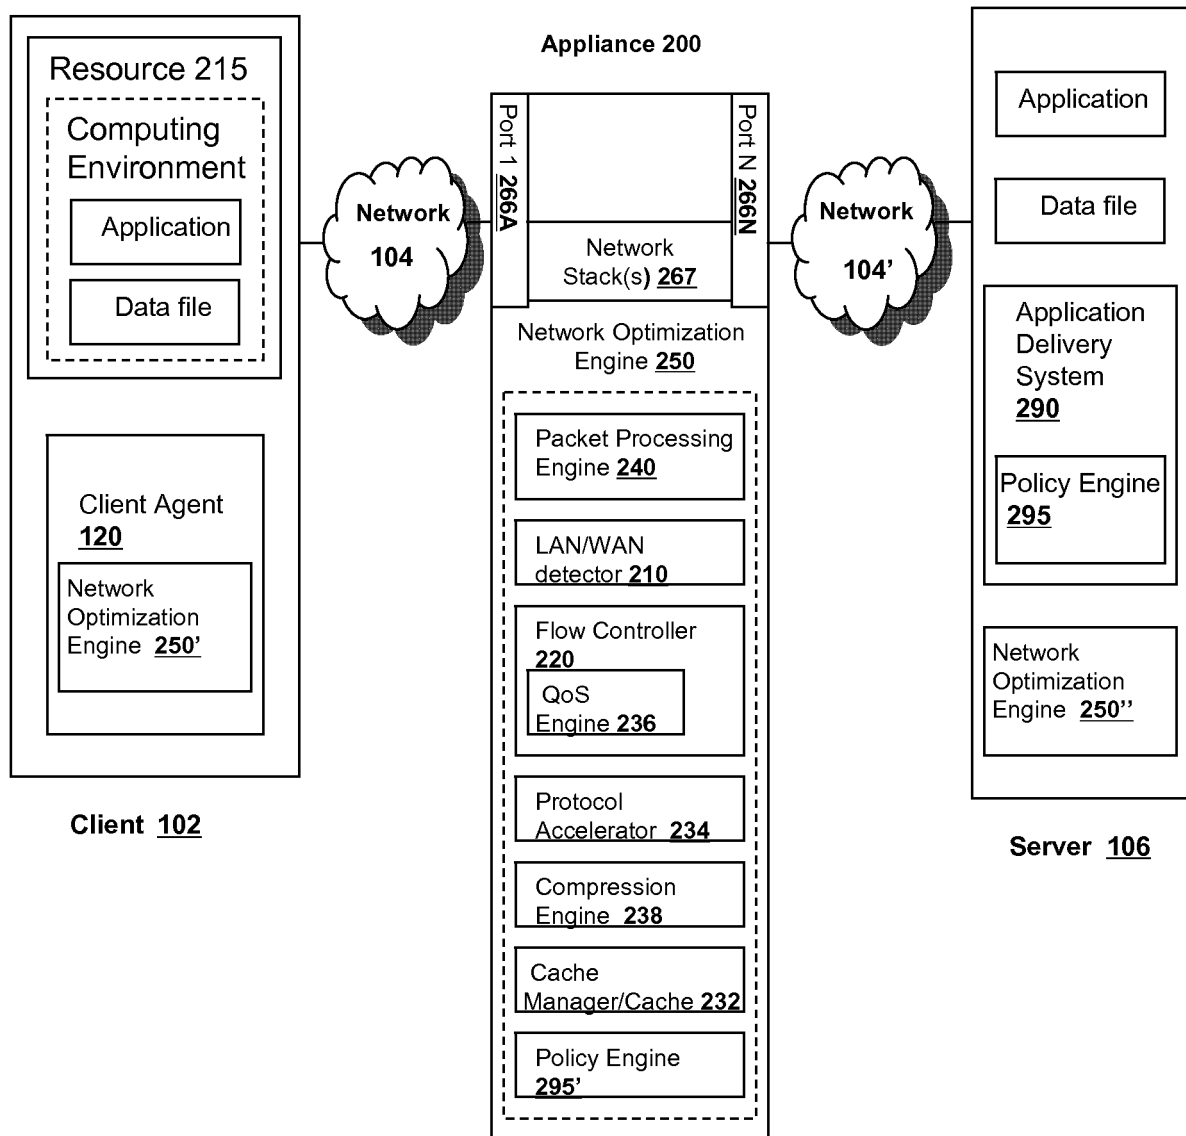 Appliance 200
Resource 215
Computing
Environment
Application
Data file
Client Agent
120
Network
Optimization
Engine 250'
Client 102
Network
104
Port 1 266A
Port N 266N
Network
Stack(s) 267
Network Optimization
Engine 250
Packet Processing
Engine 240
LAN/WAN
detector 210
Flow Controller
220
QoS
Engine 236
Protocol
Accelerator 234
Compression
Engine 238
Cache
Manager/Cache 232
Policy Engine
295'
Network
104'
Application
Data file
Application
Delivery
System
290
Policy Engine
295
Network
Optimization
Engine 250''
Server 106